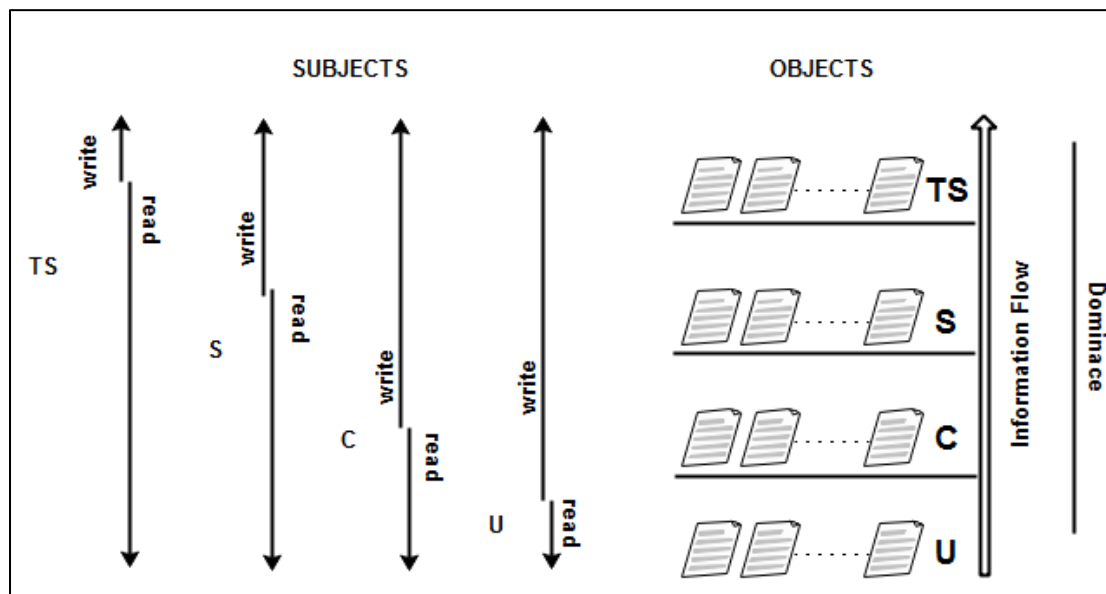 SUBJECTS
OBJECTS
write
read
TS
write
read
S
write
read
C
write
read
U
TS
S
C
U
Information Flow
Dominace